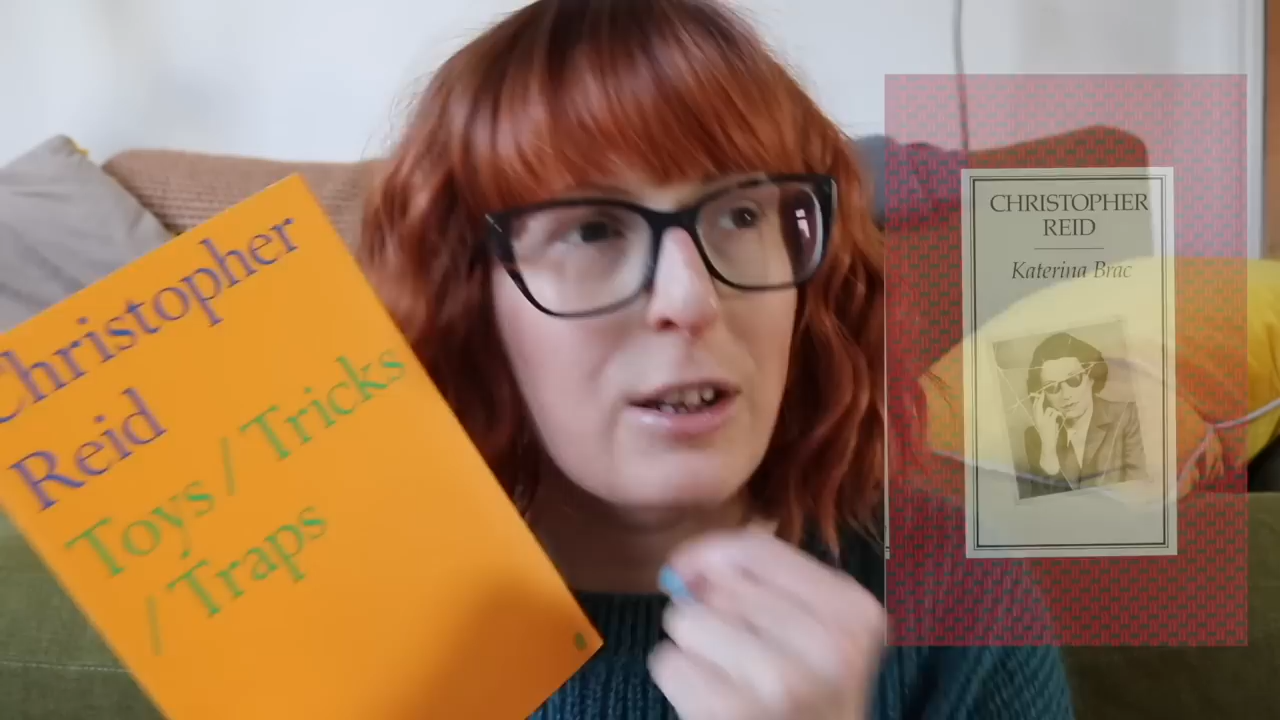 Christopher
Reid
Toys / Tricks
/ Traps
CHRISTOPHER
REID
Katerina Brac